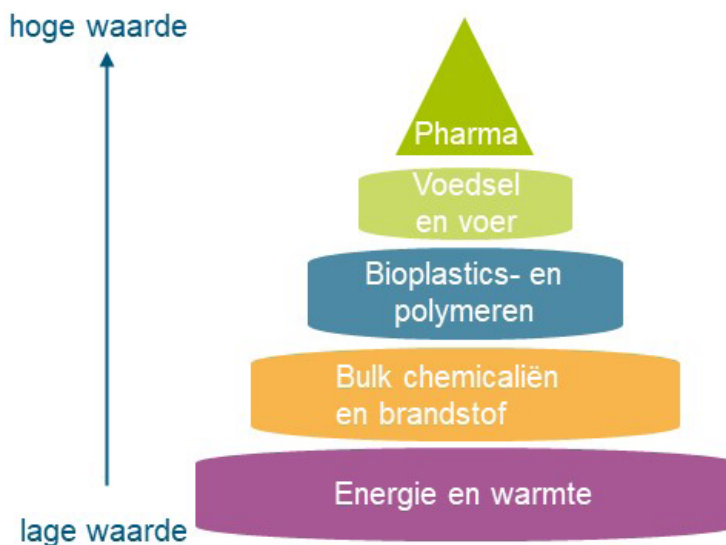 hoge waarde
Pharma
Voedsel
en voer
Bioplastics- en
polymeren
Bulk chemicaliën
en brandstof
Energie en warmte
lage waarde